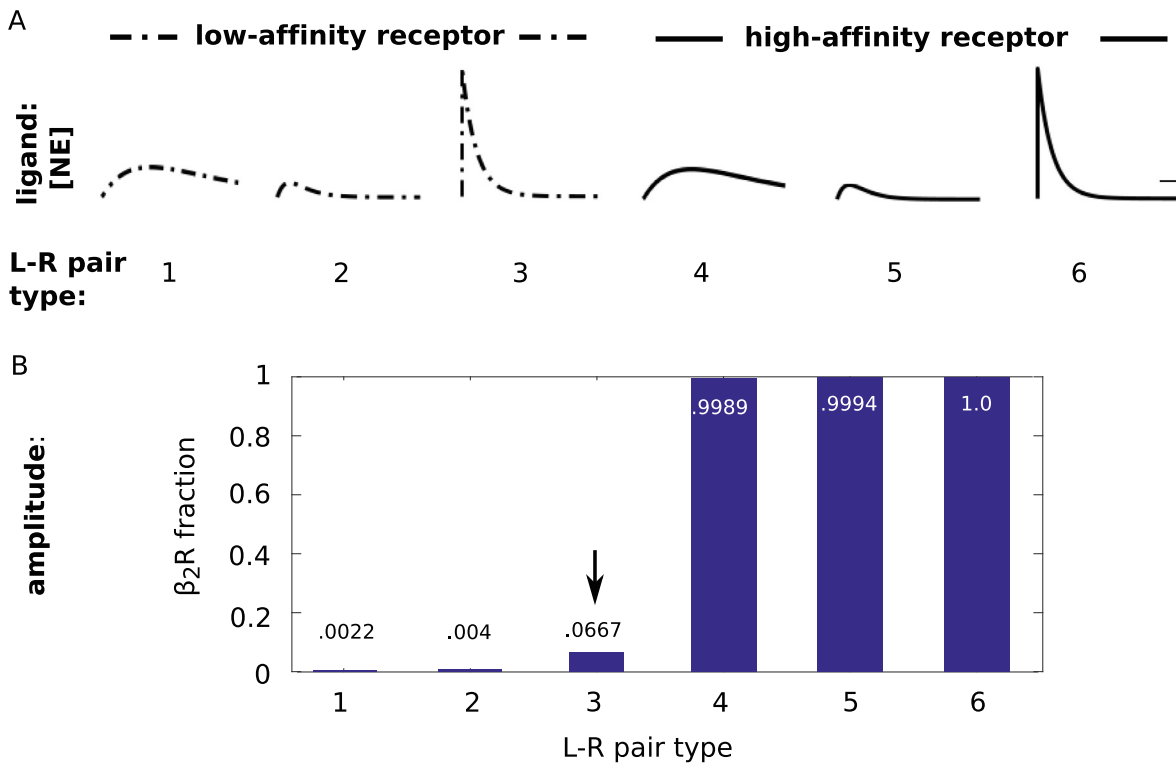 A
low-affinity receptor
high-affinity receptor
ligand:
[NE]
L-R pair
type:
1 2 3 4 5 6
B
amplitude:
β₂R fraction
1
0.8
0.6
0.4
0.2
0
.0022
.004
.0667
.9989
.9994
1.0
1 2 3 4 5 6
L-R pair type